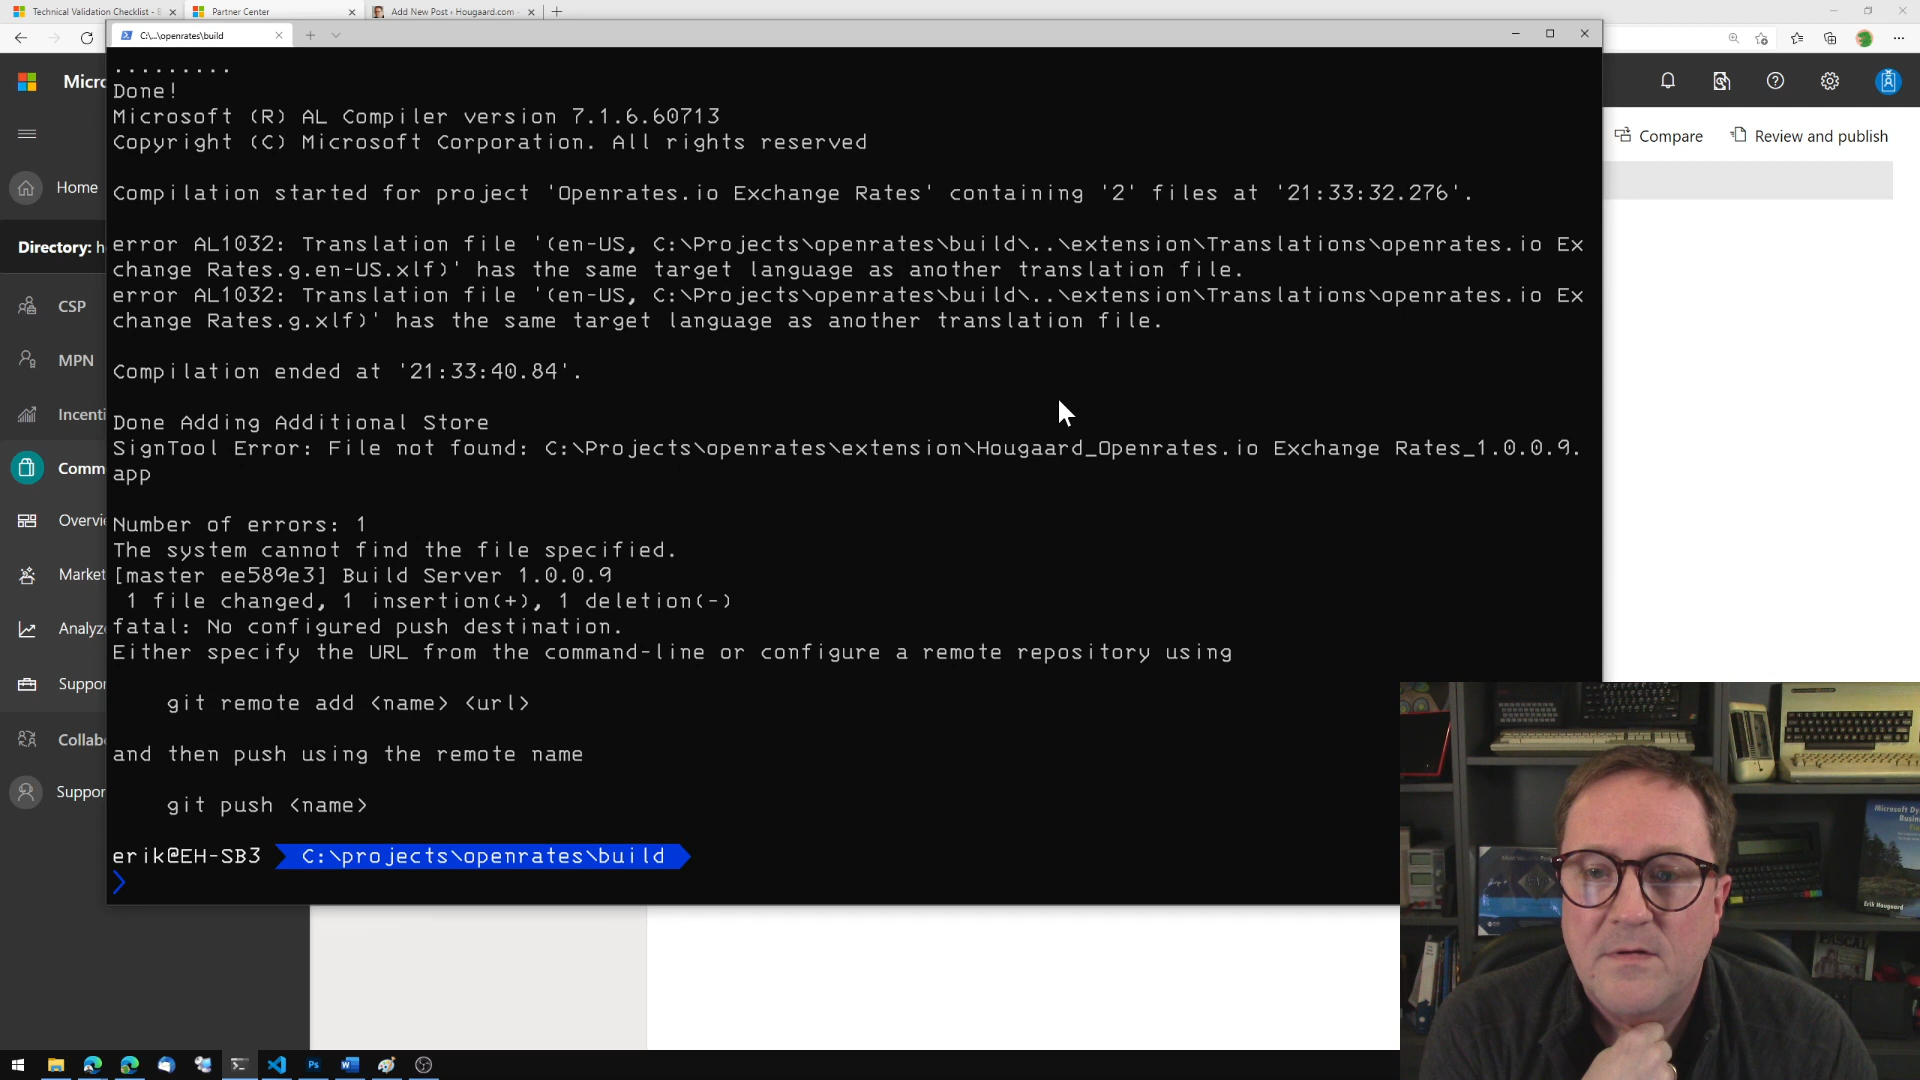 Technical Validation Checklist - B
Partner Center
Add New Post ‹ Hougaard.com -
C:\...\openrates\build
Micro
Home
Directory: h
CSP
MPN
Incenti
Comm
Overvi
Market
Analyz
Suppor
Collab
Suppor
Compare
Review and publish
.........
Done!
Microsoft (R) AL Compiler version 7.1.6.60713
Copyright (C) Microsoft Corporation. All rights reserved
Compilation started for project 'Openrates.io Exchange Rates' containing '2' files at '21:33:32.276'.
error AL1032: Translation file '(en-US, C:\Projects\openrates\build\..\extension\Translations\openrates.io Ex
change Rates.g.en-US.xlf)' has the same target language as another translation file.
error AL1032: Translation file '(en-US, C:\Projects\openrates\build\..\extension\Translations\openrates.io Ex
change Rates.g.xlf)' has the same target language as another translation file.
Compilation ended at '21:33:40.84'.
Done Adding Additional Store
SignTool Error: File not found: C:\Projects\openrates\extension\Hougaard_Openrates.io Exchange Rates_1.0.0.9.
app
Number of errors: 1
The system cannot find the file specified.
[master ee589e3] Build Server 1.0.0.9
1 file changed, 1 insertion(+), 1 deletion(-)
fatal: No configured push destination.
Either specify the URL from the command-line or configure a remote repository using
git remote add <name> <url>
and then push using the remote name
git push <name>
erik@EH-SB3 C:\projects\openrates\build
>
Microsoft Dy
Busin
Erik Hougaard
PASCAL